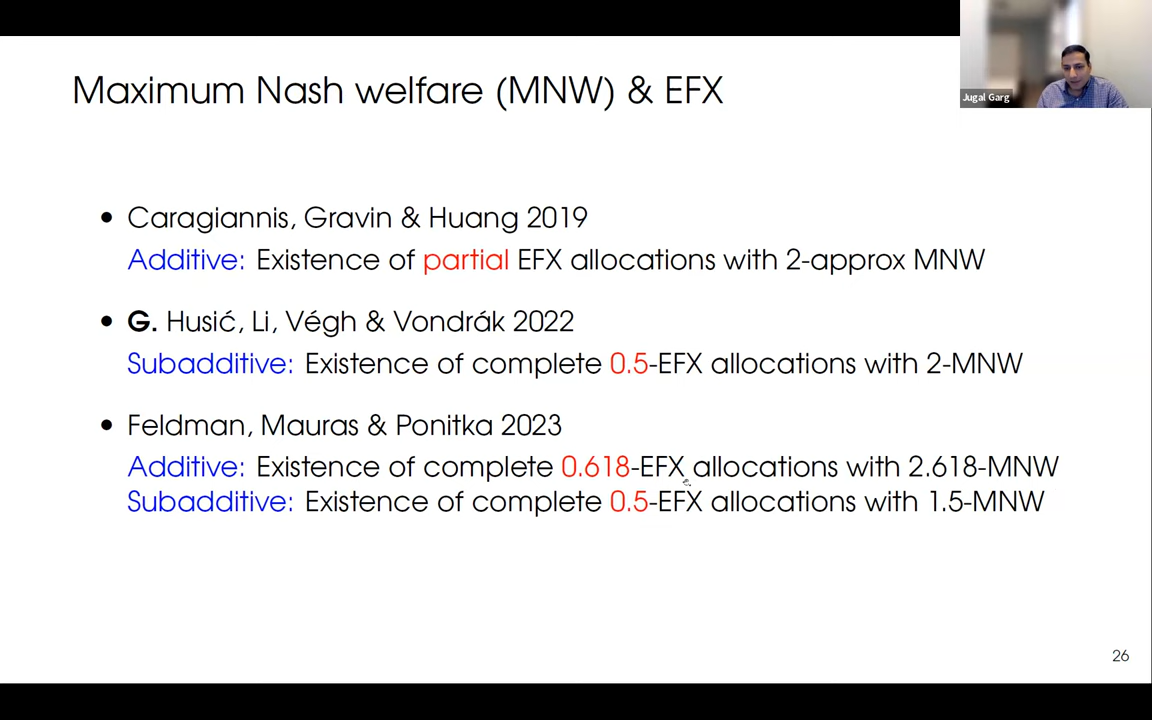 Maximum Nash welfare (MNW) & EFX
Jugal Garg
• Caragiannis, Gravin & Huang 2019
Additive: Existence of partial EFX allocations with 2-approx MNW
• G. Husić, Li, Végh & Vondrák 2022
Subadditive: Existence of complete 0.5-EFX allocations with 2-MNW
• Feldman, Mauras & Ponitka 2023
Additive: Existence of complete 0.618-EFX allocations with 2.618-MNW
Subadditive: Existence of complete 0.5-EFX allocations with 1.5-MNW
26